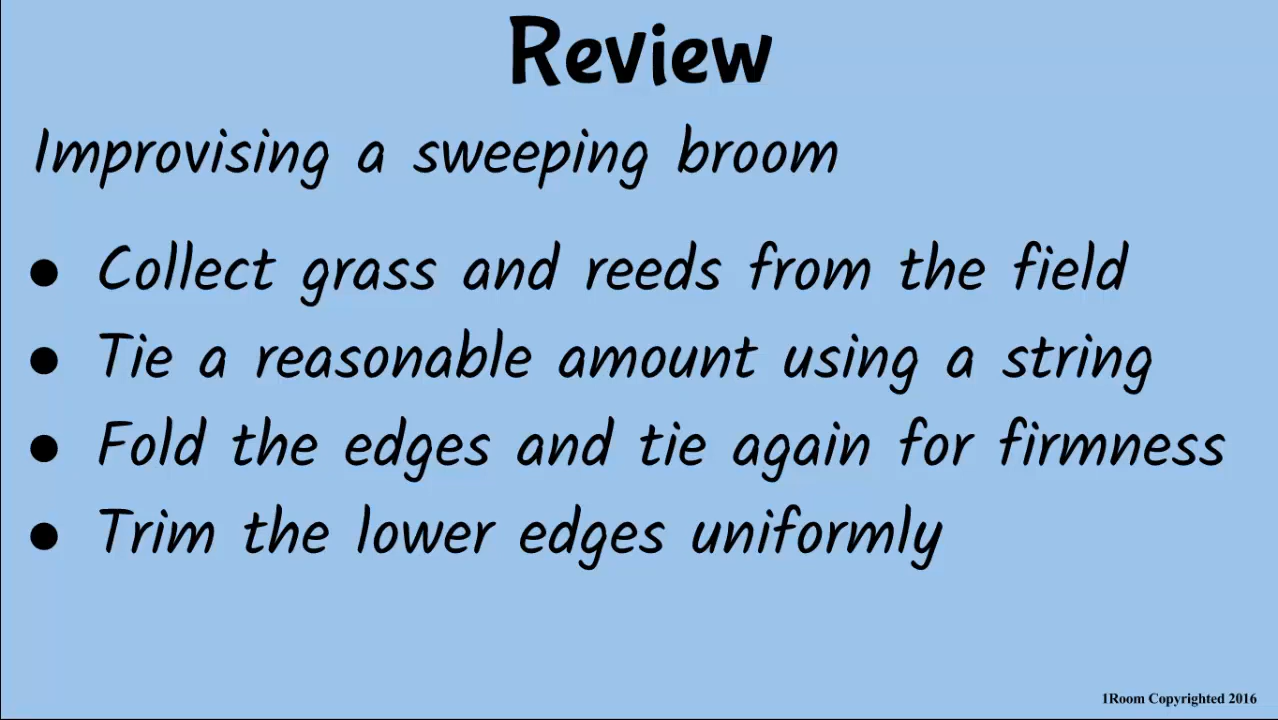 Review
Improvising a sweeping broom
● Collect grass and reeds from the field
● Tie a reasonable amount using a string
● Fold the edges and tie again for firmness
● Trim the lower edges uniformly
1Room Copyrighted 2016